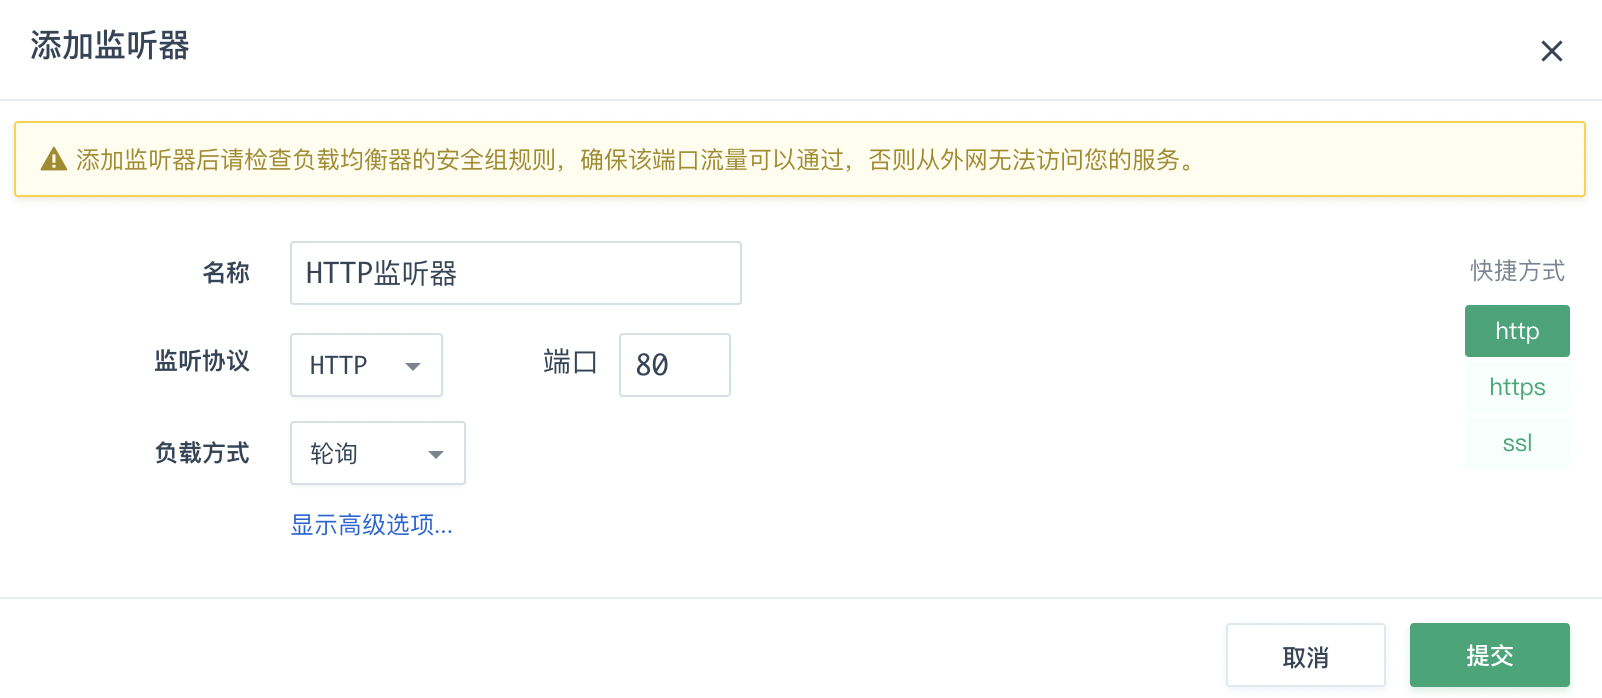 添加监听器
添加监听器后请检查负载均衡器的安全组规则，确保该端口流量可以通过，否则从外网无法访问您的服务。
名称 HTTP监听器 快捷方式
http
监听协议 HTTP 端口 80
https
负载方式 轮询 ssl
显示高级选项...
取消 提交